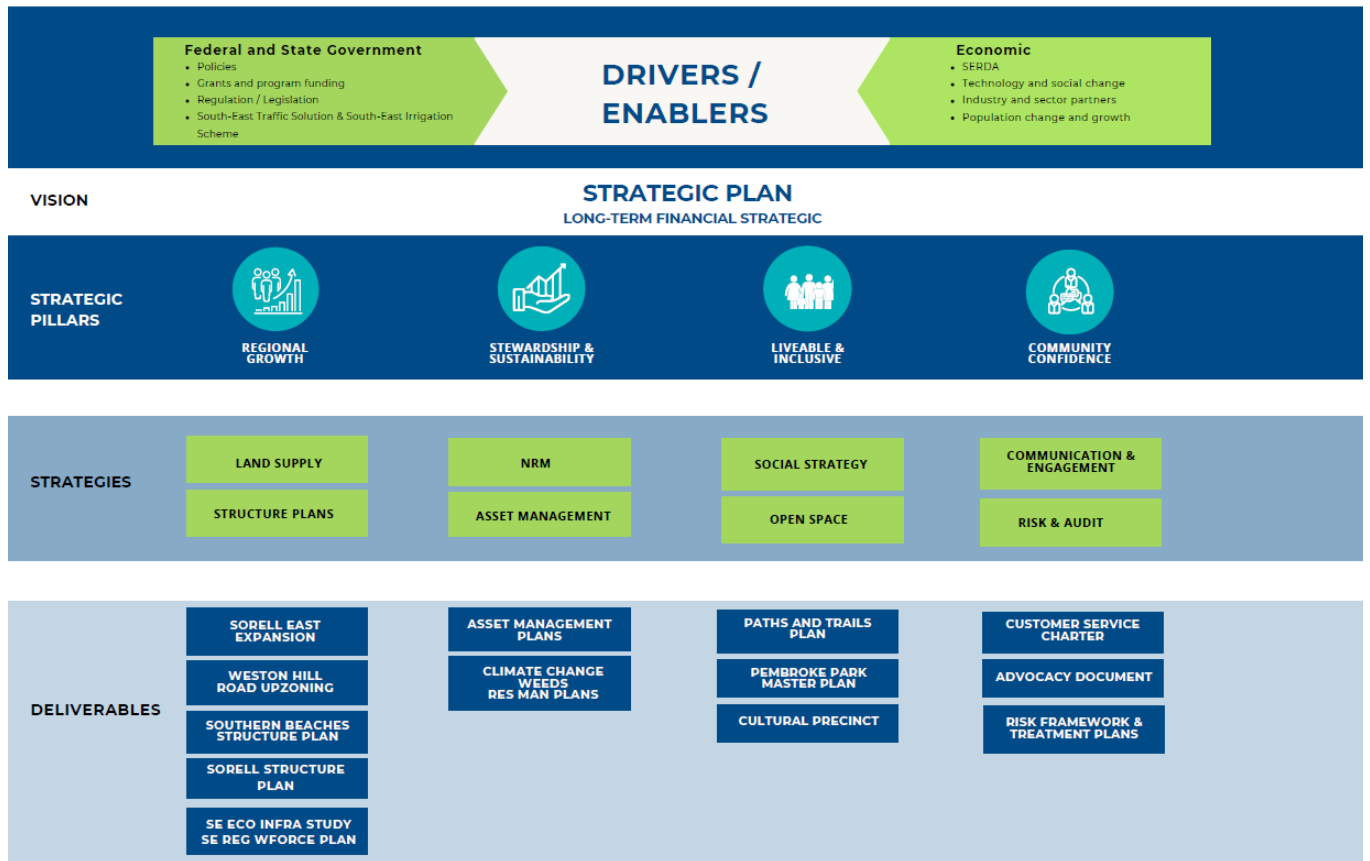 Federal and State Government
• Policies
• Grants and program funding
• Regulation / Legislation
• South-East Traffic Solution & South-East Irrigation
Scheme
DRIVERS /
ENABLERS
Economic
• SERDA
• Technology and social change
• Industry and sector partners
• Population change and growth
VISION
STRATEGIC PLAN
LONG-TERM FINANCIAL STRATEGIC
STRATEGIC
PILLARS
REGIONAL
GROWTH
STEWARDSHIP &
SUSTAINABILITY
LIVEABLE &
INCLUSIVE
COMMUNITY
CONFIDENCE
STRATEGIES
LAND SUPPLY
STRUCTURE PLANS
NRM
ASSET MANAGEMENT
SOCIAL STRATEGY
OPEN SPACE
COMMUNICATION &
ENGAGEMENT
RISK & AUDIT
DELIVERABLES
SORELL EAST
EXPANSION
WESTON HILL
ROAD UPZONING
SOUTHERN BEACHES
STRUCTURE PLAN
SORELL STRUCTURE
PLAN
SE ECO INFRA STUDY
SE REG WFORCE PLAN
ASSET MANAGEMENT
PLANS
CLIMATE CHANGE
WEEDS
RES MAN PLANS
PATHS AND TRAILS
PLAN
PEMBROKE PARK
MASTER PLAN
CULTURAL PRECINCT
CUSTOMER SERVICE
CHARTER
ADVOCACY DOCUMENT
RISK FRAMEWORK &
TREATMENT PLANS